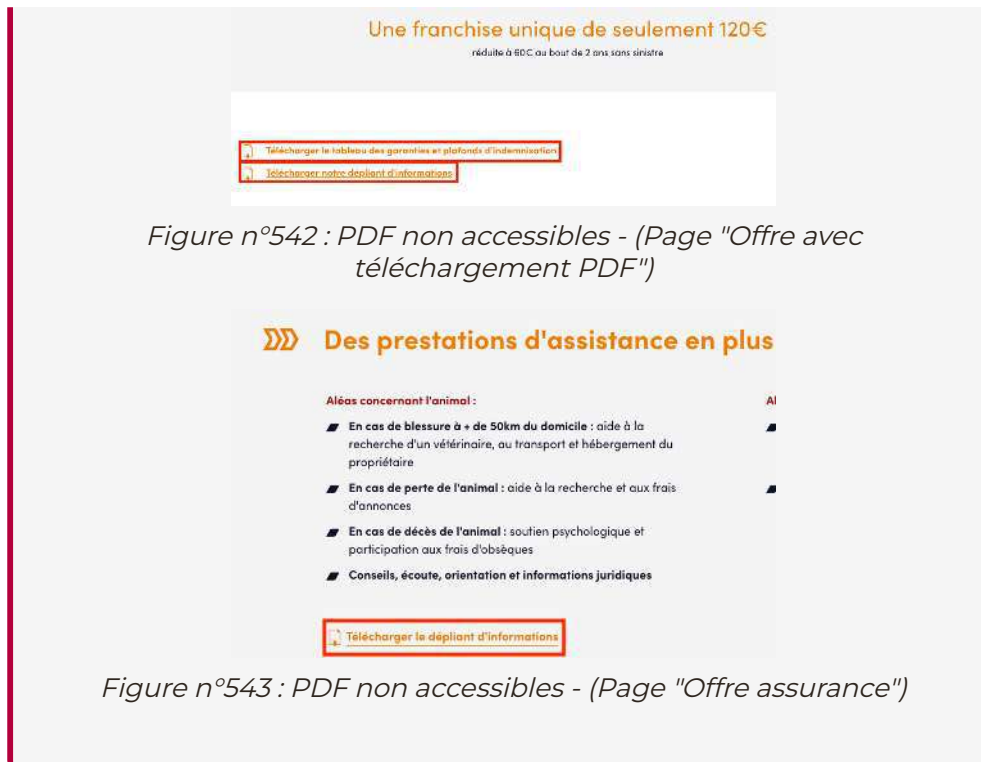 Une franchise unique de seulement 120€
réduite à 60€ au bout de 2 ans sans sinistre
Télécharger le tableau des garanties et plafonds d'indemnisation
Télécharger notre dépliant d'informations
Figure n°542 : PDF non accessibles - (Page "Offre avec
téléchargement PDF")
Des prestations d'assistance en plus
Aléas concernant l'animal :
Al
En cas de blessure à + de 50km du domicile : aide à la
recherche d'un vétérinaire, au transport et hébergement du
propriétaire
En cas de perte de l'animal : aide à la recherche et aux frais
d'annonces
En cas de décès de l'animal : soutien psychologique et
participation aux frais d'obsèques
Conseils, écoute, orientation et informations juridiques
Télécharger le dépliant d'informations
Figure n°543 : PDF non accessibles - (Page "Offre assurance")